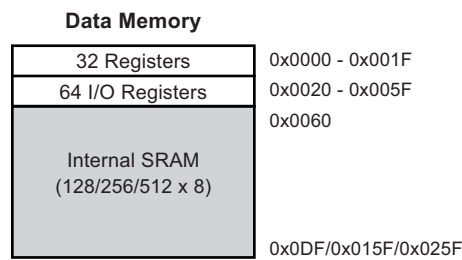 Data Memory
32 Registers 0x0000 - 0x001F
64 I/O Registers 0x0020 - 0x005F
0x0060
Internal SRAM
(128/256/512 x 8)
0x0DF/0x015F/0x025F